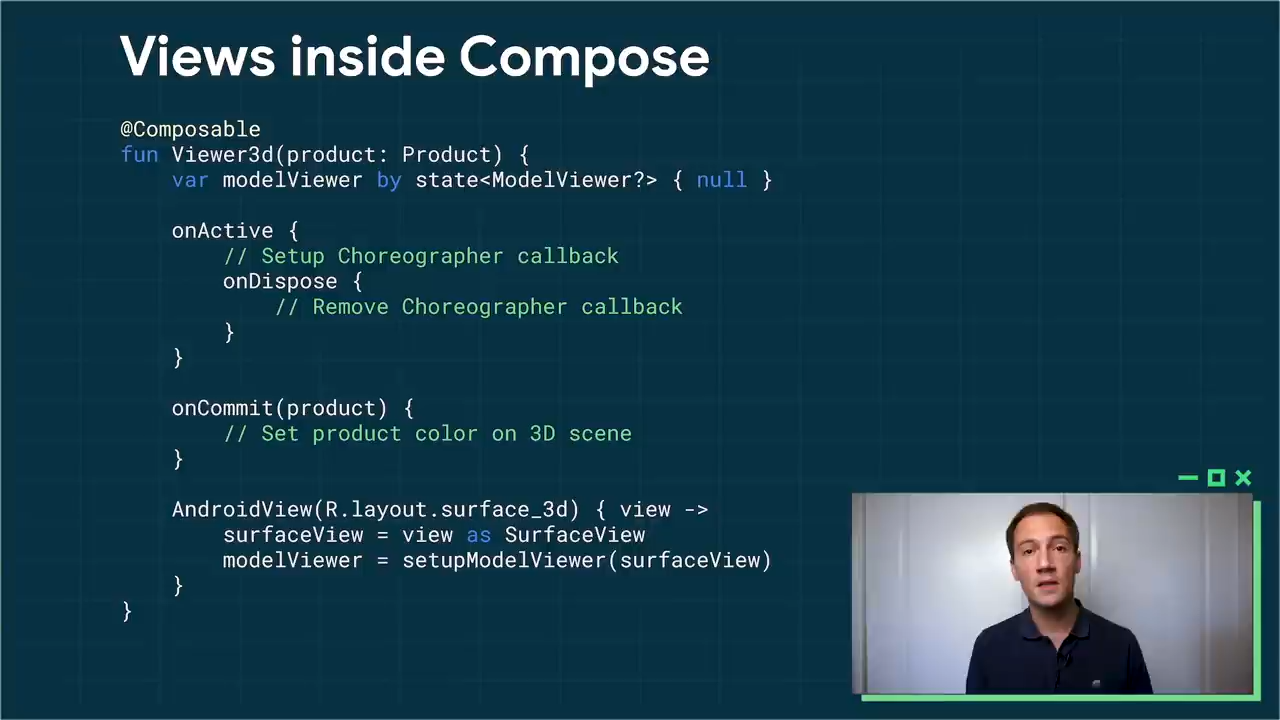 Views inside Compose
@Composable
fun Viewer3d(product: Product) {
    var modelViewer by state<ModelViewer?> { null }
    onActive {
        // Setup Choreographer callback
        onDispose {
            // Remove Choreographer callback
        }
    }
    onCommit(product) {
        // Set product color on 3D scene
    }
    AndroidView(R.layout.surface_3d) { view ->
        surfaceView = view as SurfaceView
        modelViewer = setupModelViewer(surfaceView)
    }
}